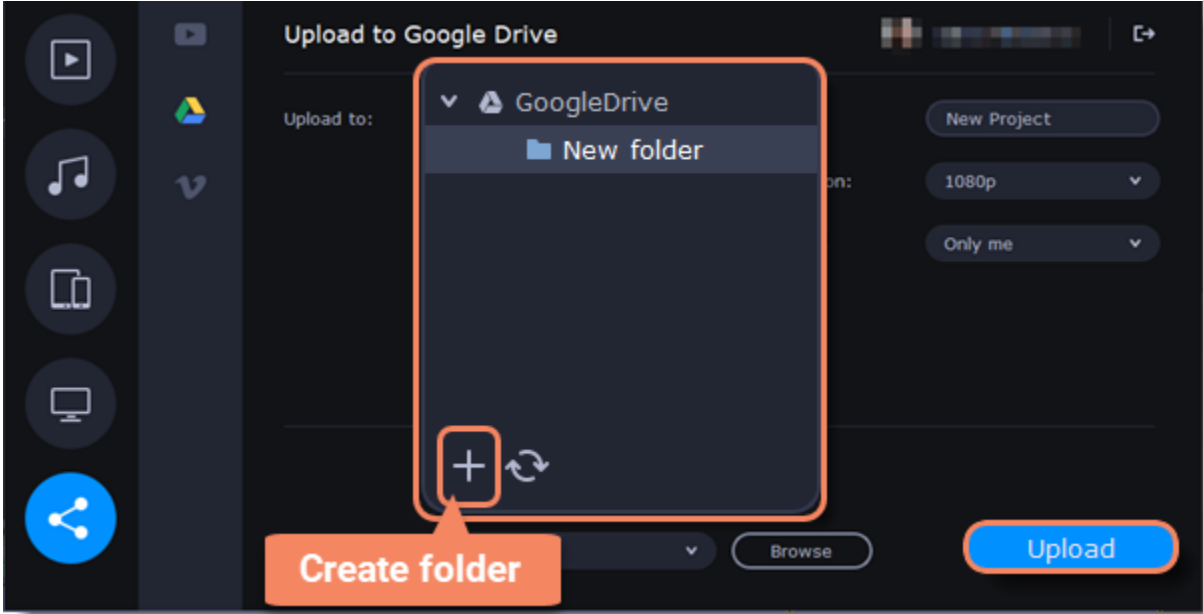 Upload to Google Drive
GoogleDrive
Upload to:
New Project
New folder
on:
1080p
Only me
Create folder
Browse
Upload